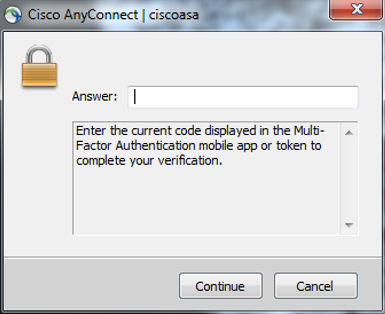 Cisco AnyConnect | ciscoasa
Answer:
Enter the current code displayed in the Multi-
Factor Authentication mobile app or token to
complete your verification.
Continue Cancel